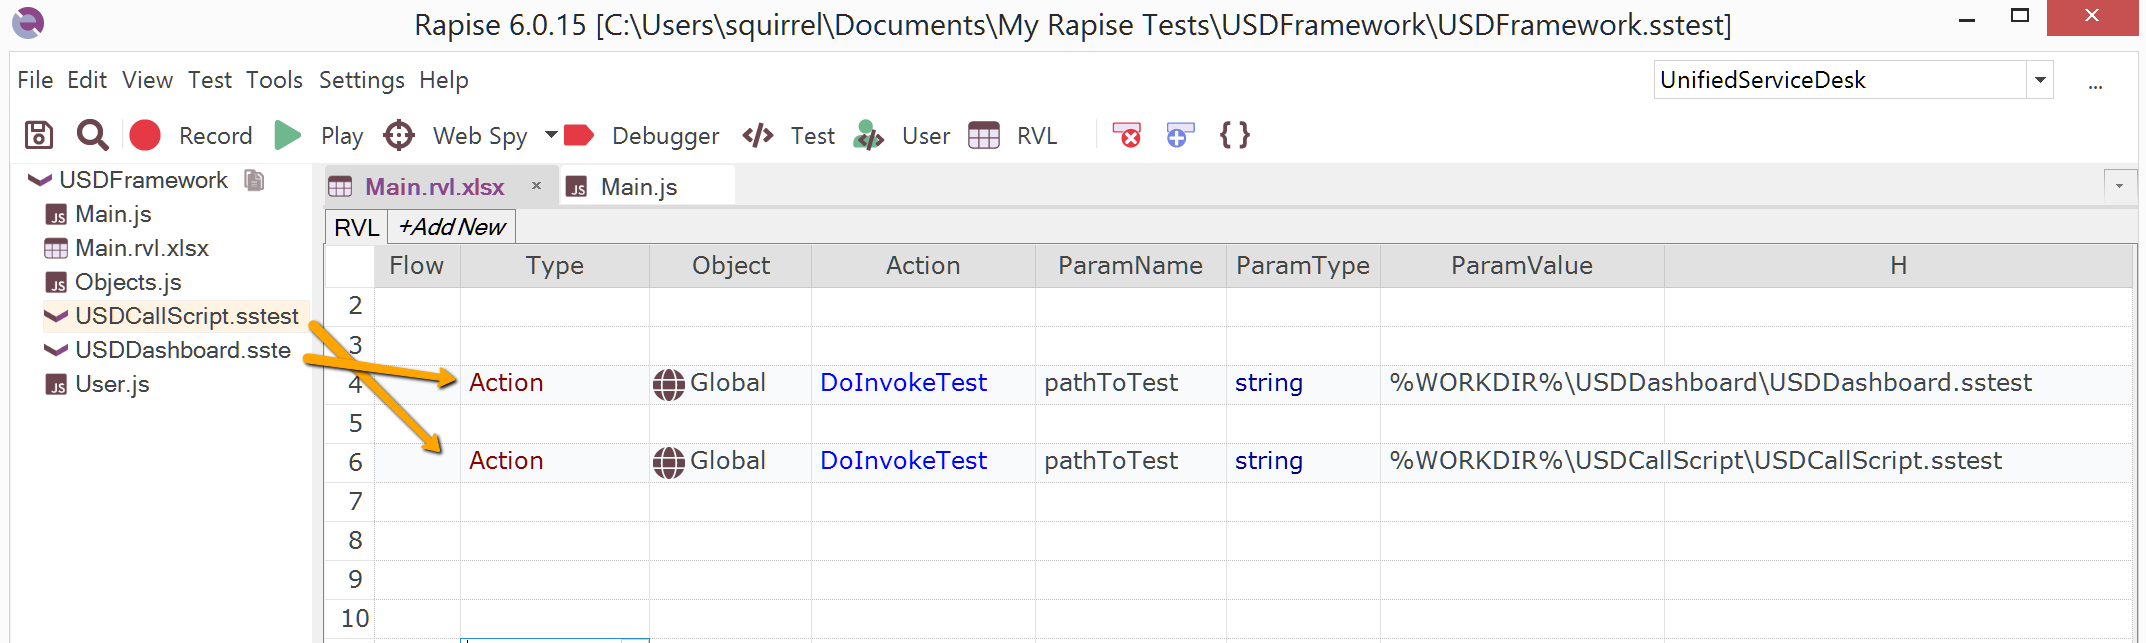 Rapise 6.0.15 [C:\Users\squirrel\Documents\My Rapise Tests\USDFramework\USDFramework.sstest]
File Edit View Test Tools Settings Help
UnifiedServiceDesk
...
Record Play Web Spy Debugger Test User RVL { }
USDFramework
Main.js
Main.rvl.xlsx
Objects.js
USDCallScript.sstest
USDDashboard.sste
User.js
Main.rvl.xlsx × Main.js
RVL +Add New
Flow Type Object Action ParamName ParamType ParamValue H
2
3
4 Action Global DoInvokeTest pathToTest string %WORKDIR%\USDDashboard\USDDashboard.sstest
5
6 Action Global DoInvokeTest pathToTest string %WORKDIR%\USDCallScript\USDCallScript.sstest
7
8
9
10